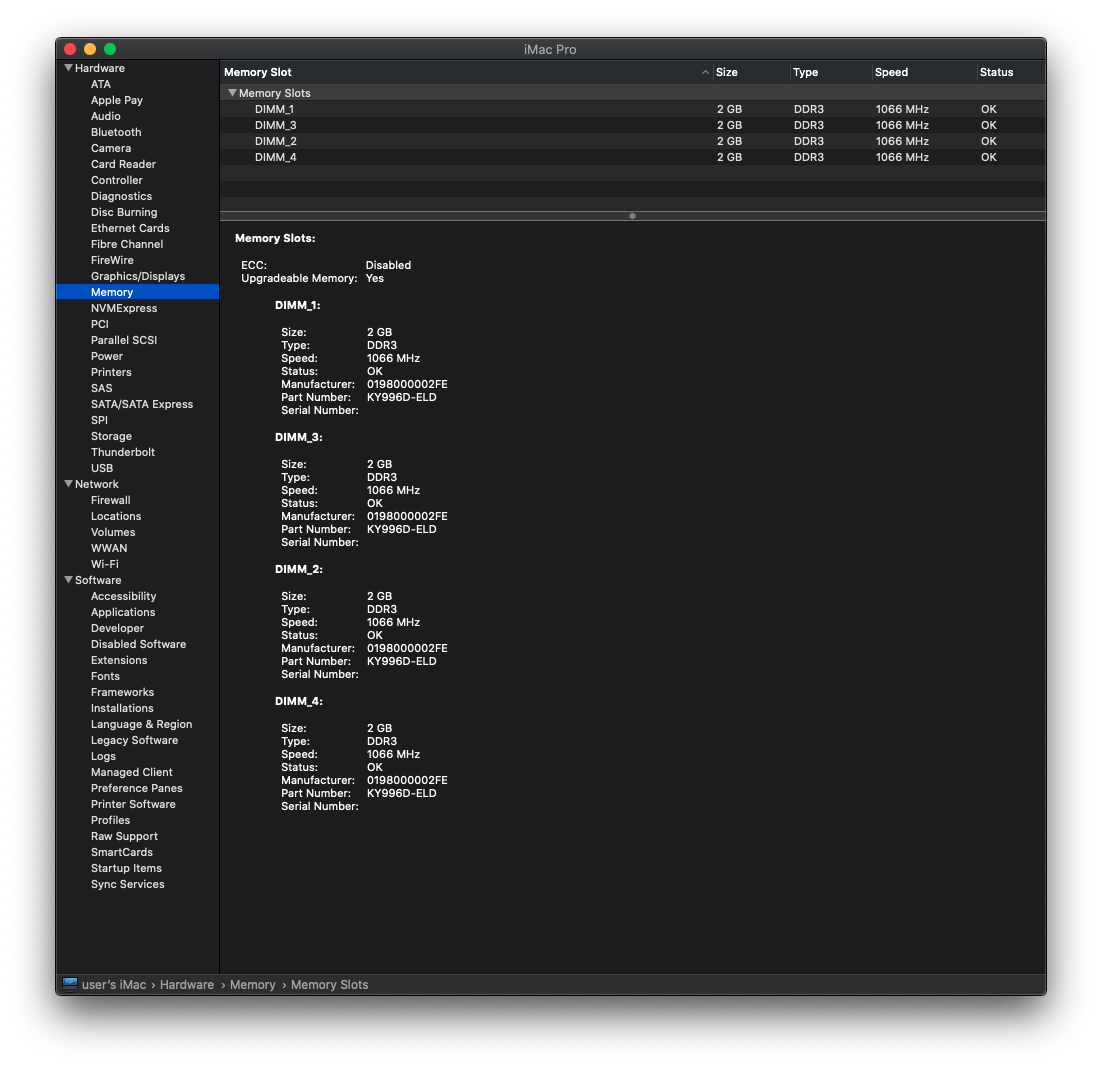 iMac Pro
Hardware
ATA
Apple Pay
Audio
Bluetooth
Camera
Card Reader
Controller
Diagnostics
Disc Burning
Ethernet Cards
Fibre Channel
FireWire
Graphics/Displays
Memory
NVMExpress
PCI
Parallel SCSI
Power
Printers
SAS
SATA/SATA Express
SPI
Storage
Thunderbolt
USB
Network
Firewall
Locations
Volumes
WWAN
Wi-Fi
Software
Accessibility
Applications
Developer
Disabled Software
Extensions
Fonts
Frameworks
Installations
Language & Region
Legacy Software
Logs
Managed Client
Preference Panes
Printer Software
Profiles
Raw Support
SmartCards
Startup Items
Sync Services
Memory Slot Size Type Speed Status
Memory Slots
DIMM_1 2 GB DDR3 1066 MHz OK
DIMM_3 2 GB DDR3 1066 MHz OK
DIMM_2 2 GB DDR3 1066 MHz OK
DIMM_4 2 GB DDR3 1066 MHz OK
Memory Slots:
ECC: Disabled
Upgradeable Memory: Yes
DIMM_1:
Size: 2 GB
Type: DDR3
Speed: 1066 MHz
Status: OK
Manufacturer: 0198000002FE
Part Number: KY996D-ELD
Serial Number:
DIMM_3:
Size: 2 GB
Type: DDR3
Speed: 1066 MHz
Status: OK
Manufacturer: 0198000002FE
Part Number: KY996D-ELD
Serial Number:
DIMM_2:
Size: 2 GB
Type: DDR3
Speed: 1066 MHz
Status: OK
Manufacturer: 0198000002FE
Part Number: KY996D-ELD
Serial Number:
DIMM_4:
Size: 2 GB
Type: DDR3
Speed: 1066 MHz
Status: OK
Manufacturer: 0198000002FE
Part Number: KY996D-ELD
Serial Number:
user's iMac › Hardware › Memory › Memory Slots